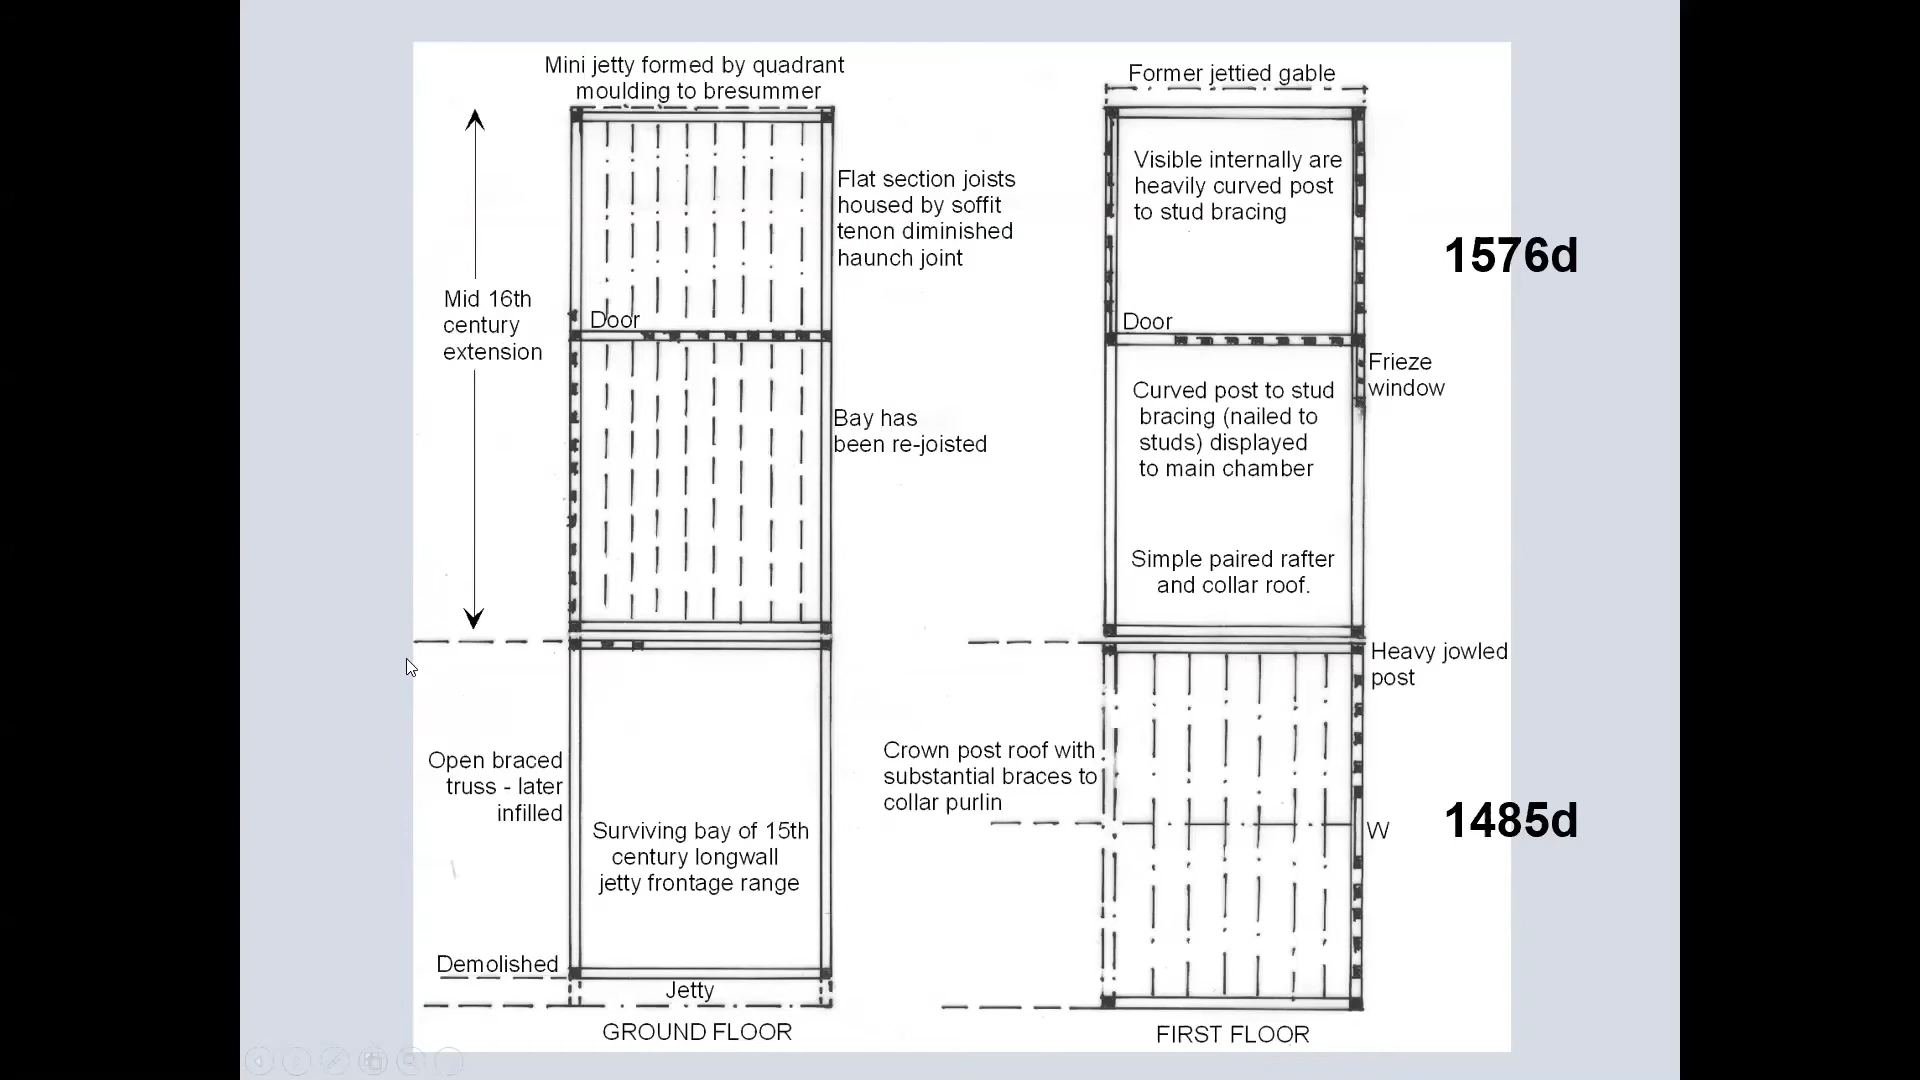 Mini jetty formed by quadrant
moulding to bresummer
Flat section joists
housed by soffit
tenon diminished
haunch joint
Mid 16th
century
extension
Door
Bay has
been re-joisted
Open braced
truss - later
infilled
Surviving bay of 15th
century longwall
jetty frontage range
Demolished
Jetty
GROUND FLOOR
Former jettied gable
Visible internally are
heavily curved post
to stud bracing
1576d
Door
Frieze
window
Curved post to stud
bracing (nailed to
studs) displayed
to main chamber
Simple paired rafter
and collar roof.
Heavy jowled
post
Crown post roof with
substantial braces to
collar purlin
W
1485d
FIRST FLOOR